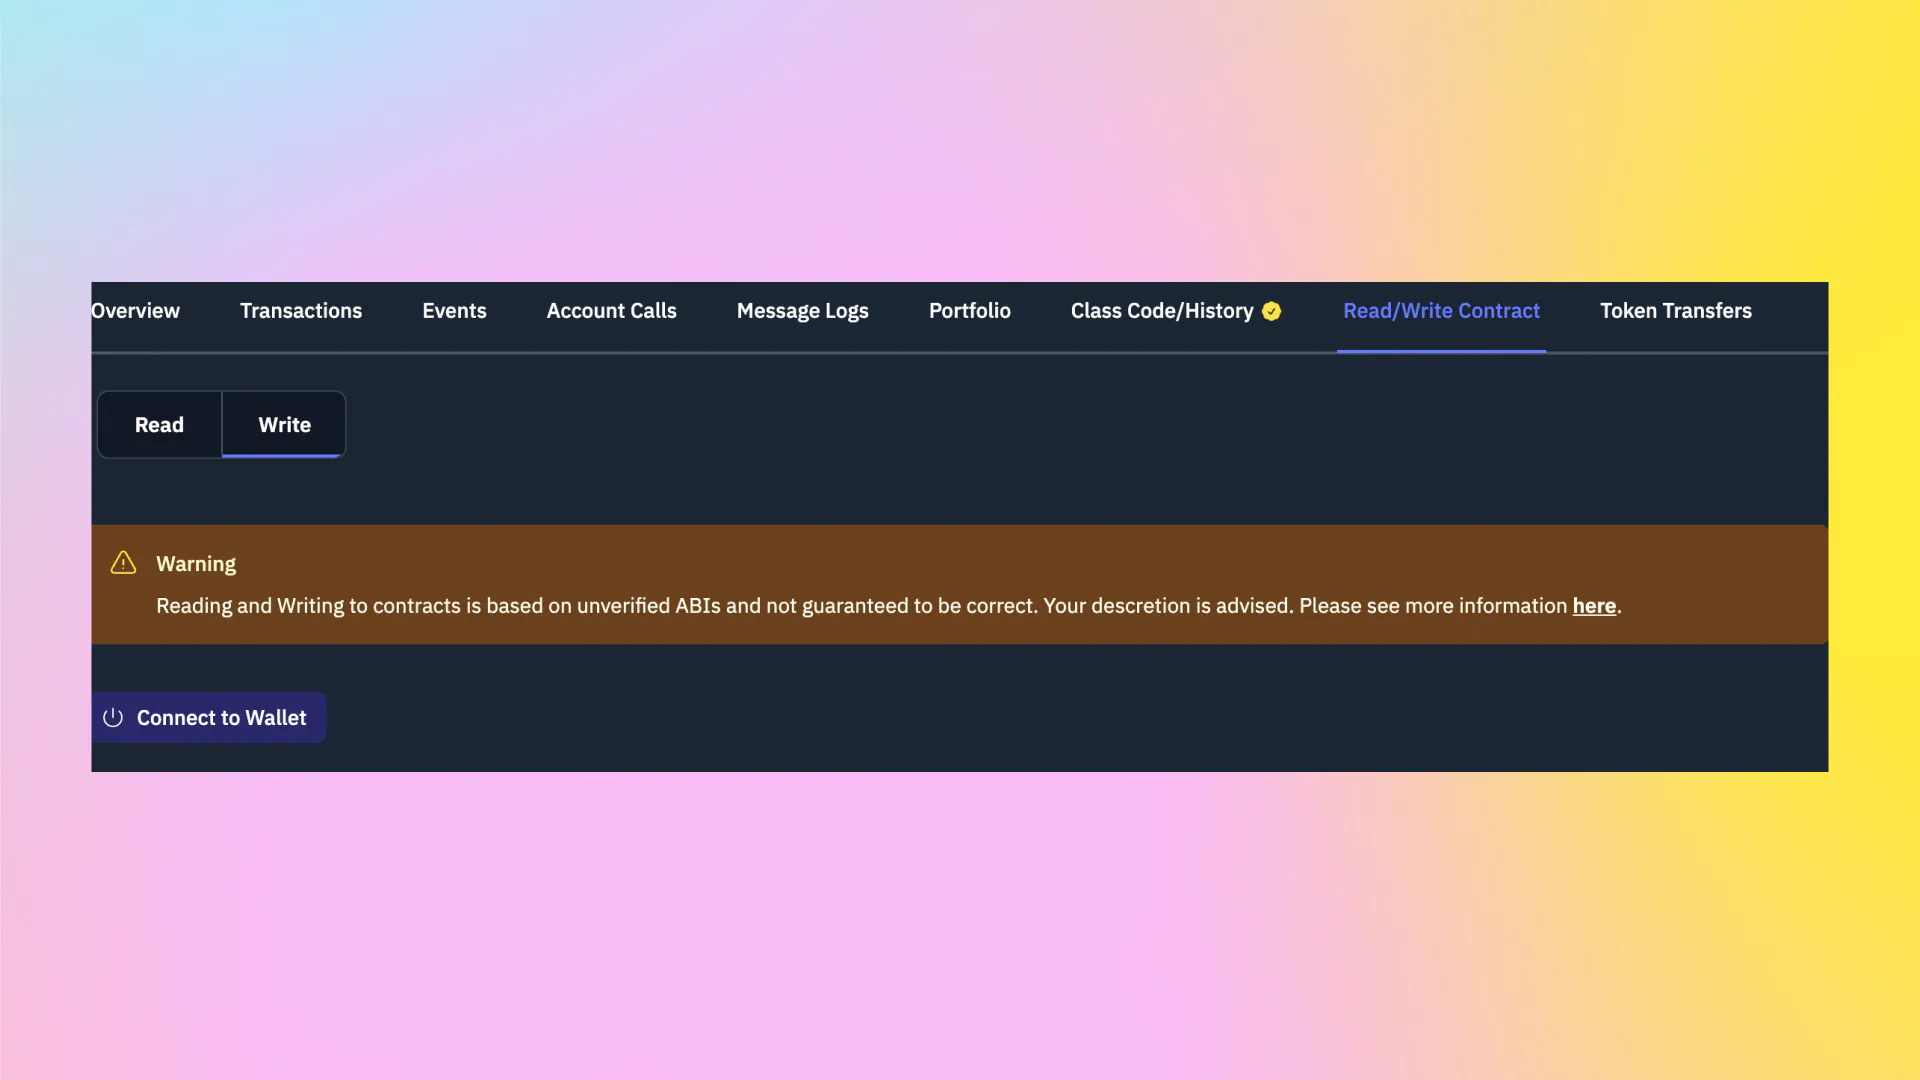 Overview Transactions Events Account Calls Message Logs Portfolio Class Code/History Read/Write Contract Token Transfers
Read Write
Warning
Reading and Writing to contracts is based on unverified ABIs and not guaranteed to be correct. Your descretion is advised. Please see more information here.
Connect to Wallet